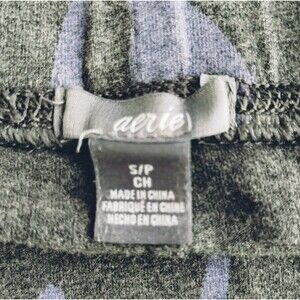 aerie
S/P
CH
MADE IN CHINA
FABRIQUÉ EN CHINE
HECHO EN CHINA